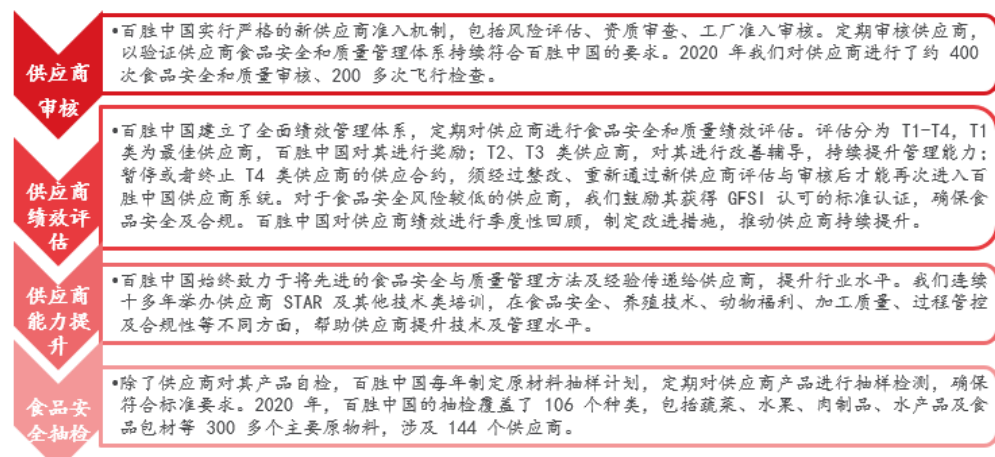 供应商
审核
•百胜中国实行严格的新供应商准入机制，包括风险评估、资质审查、工厂准入审核。定期审核供应商，
以验证供应商食品安全和质量管理体系持续符合百胜中国的要求。2020 年我们对供应商进行了约 400
次食品安全和质量审核、200 多次飞行检查。
供应商
绩效评
估
•百胜中国建立了全面绩效管理体系，定期对供应商进行食品安全和质量绩效评估。评估分为 T1-T4，T1
类为最佳供应商，百胜中国对其进行奖励；T2、T3 类供应商，对其进行改善辅导，持续提升管理能力；
暂停或者终止 T4 类供应商的供应合约，须经过整改、重新通过新供应商评估与审核后才能再次进入百
胜中国供应商系统。对于食品安全风险较低的供应商，我们鼓励其获得 GFSI 认可的标准认证，确保食
品安全及合规。百胜中国对供应商绩效进行季度性回顾，制定改进措施，推动供应商持续提升。
供应商
能力提
升
•百胜中国始终致力于将先进的食品安全与质量管理方法及经验传递给供应商，提升行业水平。我们连续
十多年举办供应商 STAR 及其他技术类培训，在食品安全、养殖技术、动物福利、加工质量、过程管控
及合规性等不同方面，帮助供应商提升技术及管理水平。
食品安
全抽检
•除了供应商对其产品自检，百胜中国每年制定原材料抽样计划，定期对供应商产品进行抽样检测，确保
符合标准要求。2020 年，百胜中国的抽检覆盖了 106 个种类，包括蔬菜、水果、肉制品、水产品及食
品包材等 300 多个主要原物料，涉及 144 个供应商。